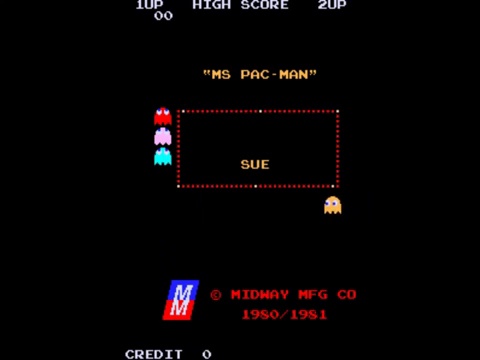 1UP HIGH SCORE 2UP
00
"MS PAC-MAN"
SUE
MM
© MIDWAY MFG CO
1980/1981
CREDIT 0